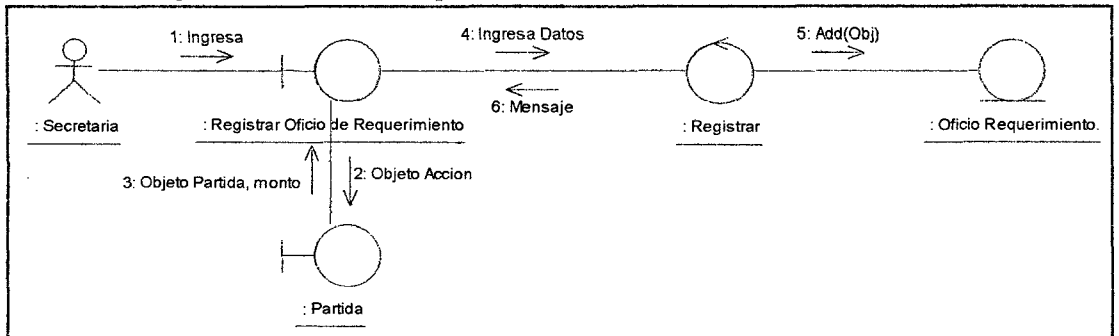 1: Ingresa
4: Ingresa Datos
5: Add(Obj)
6: Mensaje
: Secretaria
: Registrar Oficio de Requerimiento
: Registrar
: Oficio Requerimiento.
3: Objeto Partida, monto
2: Objeto Accion
: Partida